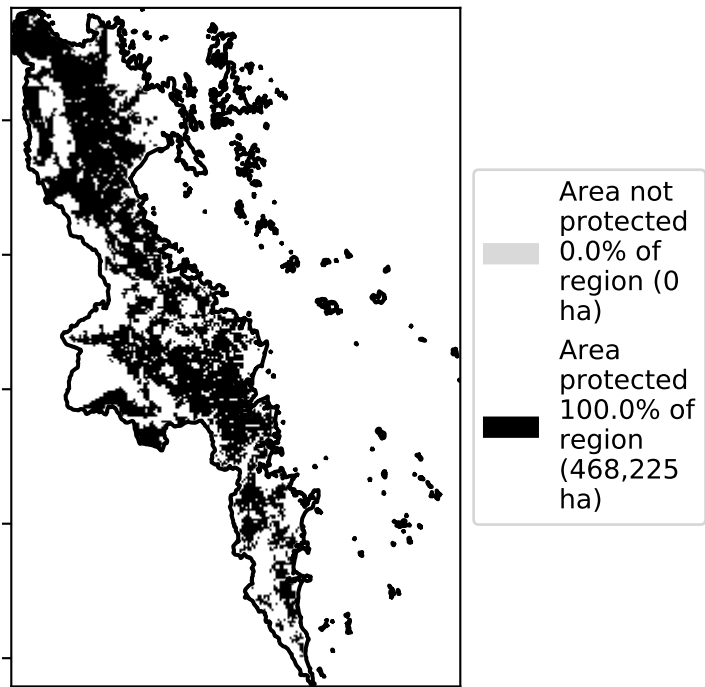 Area not
protected
0.0% of
region (0
ha)
Area
protected
100.0% of
region
(468,225
ha)